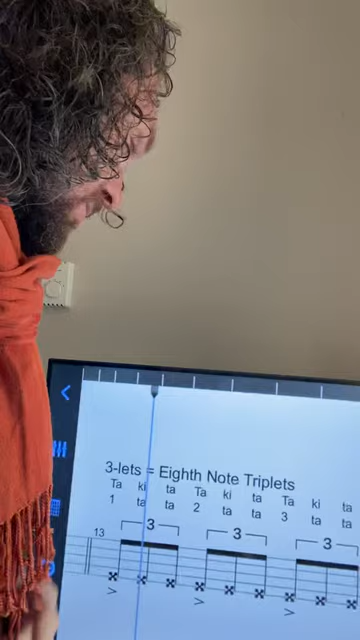 3-lets = Eighth Note Triplets
Ta ki ta Ta ki ta Ta ki ta
1 ta ta 2 ta ta 3 ta ta
3 3 3
13